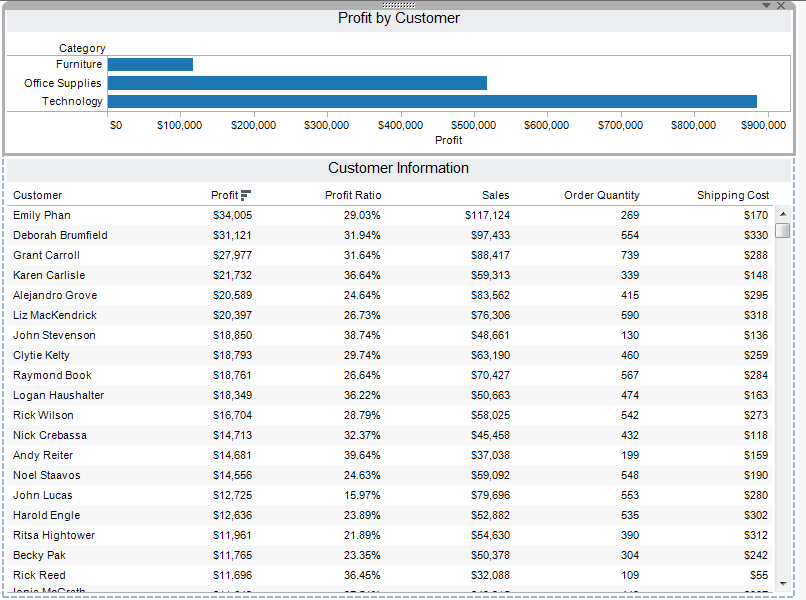 Profit by Customer
Category
Furniture
Office Supplies
Technology
$0 $100,000 $200,000 $300,000 $400,000 $500,000 $600,000 $700,000 $800,000 $900,000
Profit
Customer Information
Customer Profit Profit Ratio Sales Order Quantity Shipping Cost
Emily Phan $34,005 29.03% $117,124 269 $170
Deborah Brumfield $31,121 31.94% $97,433 554 $330
Grant Carroll $27,977 31.64% $88,417 739 $288
Karen Carlisle $21,732 36.64% $59,313 339 $148
Alejandro Grove $20,589 24.64% $83,562 415 $295
Liz MacKendrick $20,397 26.73% $76,306 590 $318
John Stevenson $18,850 38.74% $48,661 130 $136
Clytie Kelty $18,793 29.74% $63,190 460 $259
Raymond Book $18,761 26.64% $70,427 567 $284
Logan Haushalter $18,349 36.22% $50,663 474 $163
Rick Wilson $16,704 28.79% $58,025 542 $273
Nick Crebassa $14,713 32.37% $45,458 432 $118
Andy Reiter $14,681 39.64% $37,038 199 $159
Noel Staavos $14,556 24.63% $59,092 548 $190
John Lucas $12,725 15.97% $79,696 553 $280
Harold Engle $12,636 23.89% $52,882 535 $302
Ritsa Hightower $11,961 21.89% $54,630 390 $312
Becky Pak $11,765 23.35% $50,378 304 $242
Rick Reed $11,696 36.45% $32,088 109 $55